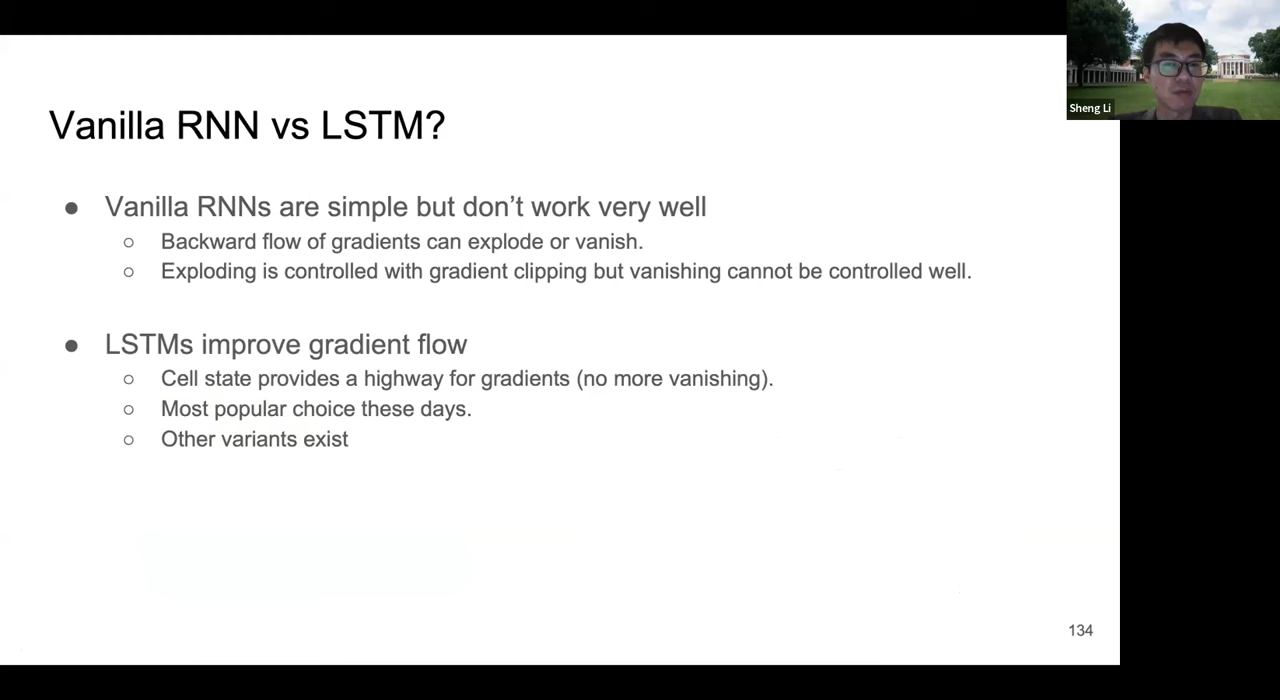 Sheng Li
Vanilla RNN vs LSTM?
● Vanilla RNNs are simple but don’t work very well
○ Backward flow of gradients can explode or vanish.
○ Exploding is controlled with gradient clipping but vanishing cannot be controlled well.
● LSTMs improve gradient flow
○ Cell state provides a highway for gradients (no more vanishing).
○ Most popular choice these days.
○ Other variants exist
134